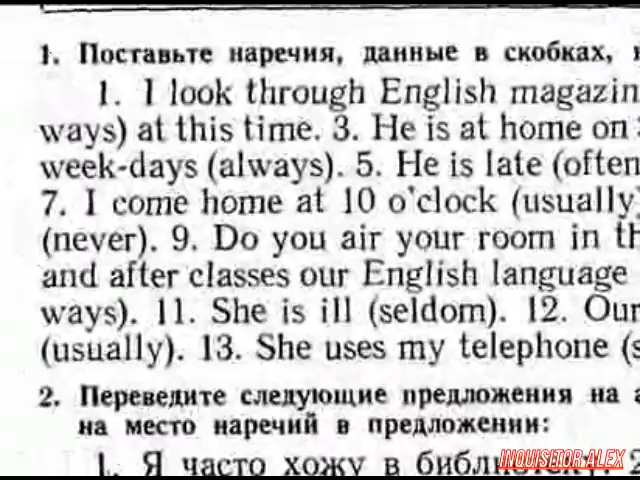 1. Поставьте наречия, данные в скобках,
1. I look through English magazin
ways) at this time. 3. He is at home on
week-days (always). 5. He is late (often
7. I come home at 10 o'clock (usually
(never). 9. Do you air your room in th
and after classes our English language
ways). 11. She is ill (seldom). 12. Our
(usually). 13. She uses my telephone (s
2. Переведите следующие предложения на а
на место наречий в предложении:
1. Я часто хожу в библиотеку. 2
INQUISITOR ALEX